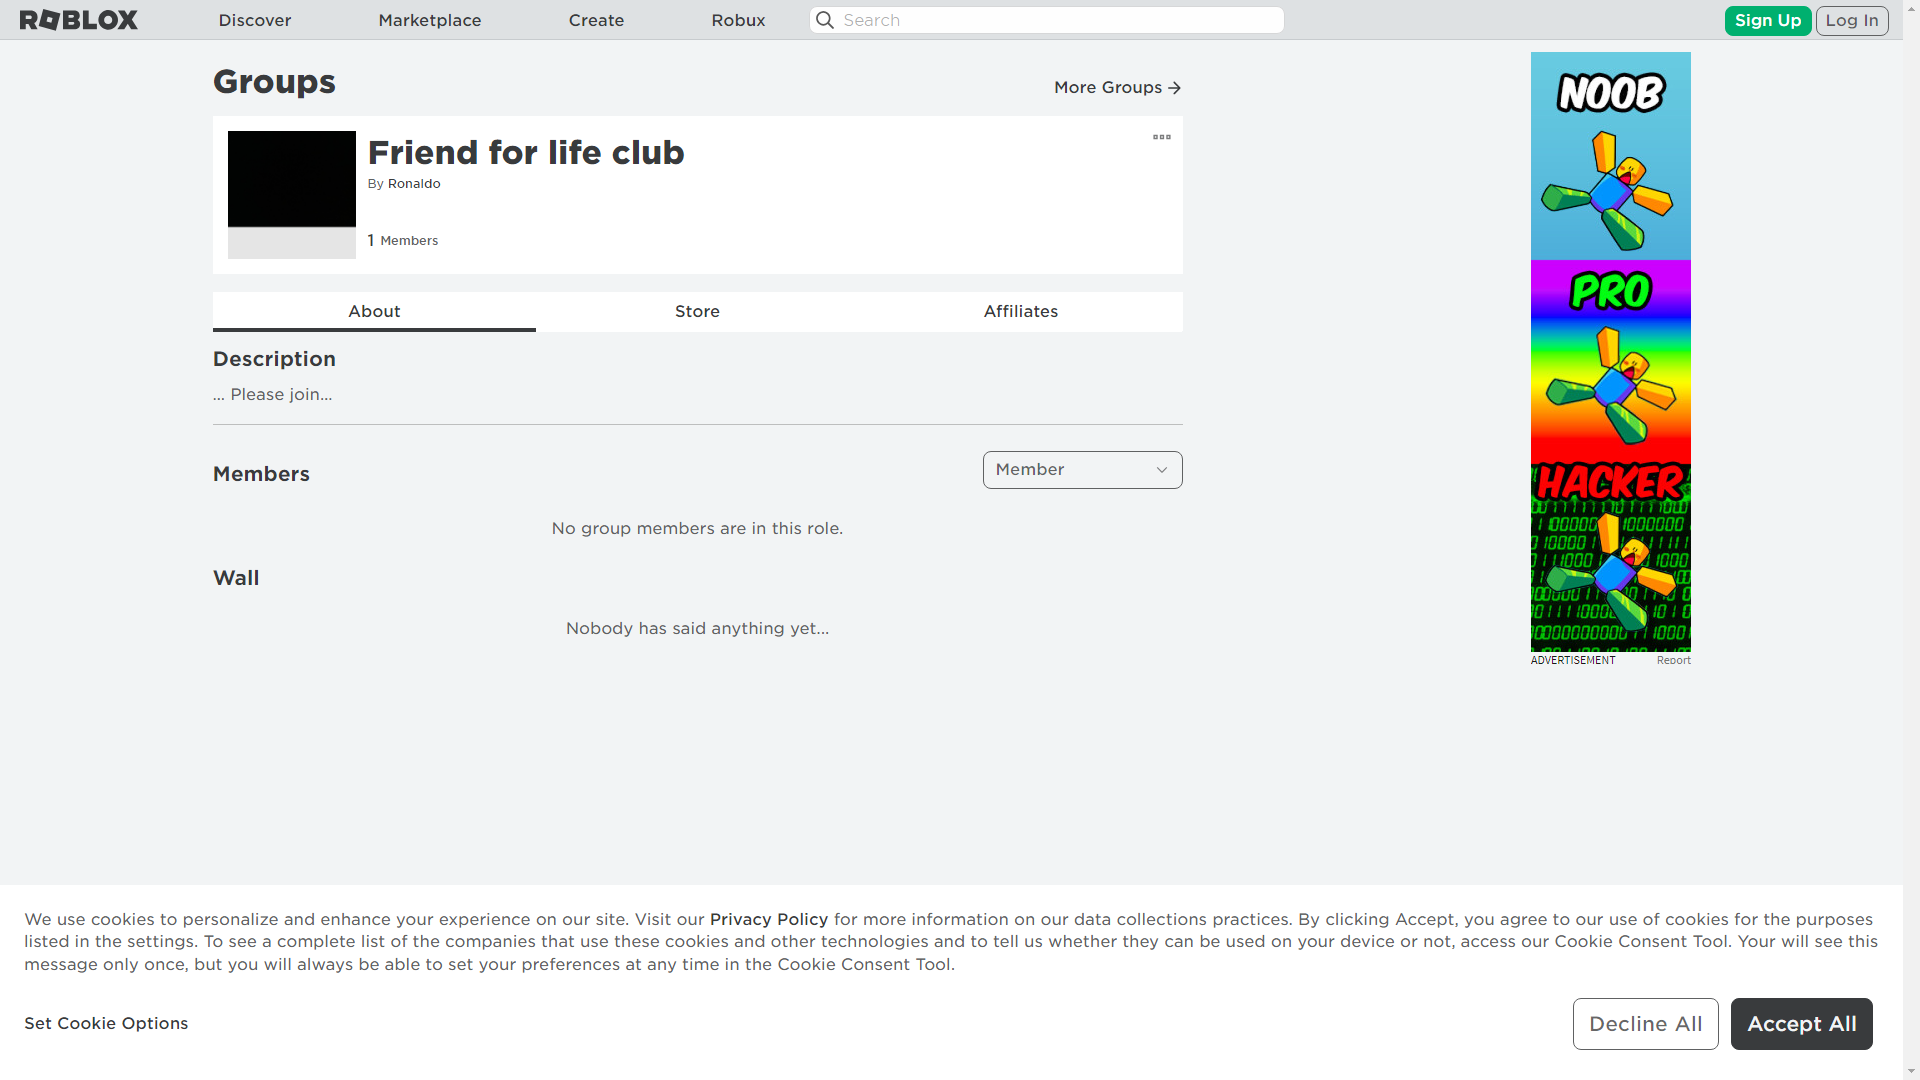 ROBLOX
Discover
Marketplace
Create
Robux
Search
Sign Up
Log In
Groups
More Groups
Friend for life club
By Ronaldo
1 Members
About
Store
Affiliates
Description
... Please join...
Members
Member
No group members are in this role.
Wall
Nobody has said anything yet...
NOOB
PRO
HACKER
ADVERTISEMENT
Report
We use cookies to personalize and enhance your experience on our site. Visit our Privacy Policy for more information on our data collections practices. By clicking Accept, you agree to our use of cookies for the purposes
listed in the settings. To see a complete list of the companies that use these cookies and other technologies and to tell us whether they can be used on your device or not, access our Cookie Consent Tool. Your will see this
message only once, but you will always be able to set your preferences at any time in the Cookie Consent Tool.
Set Cookie Options
Decline All
Accept All